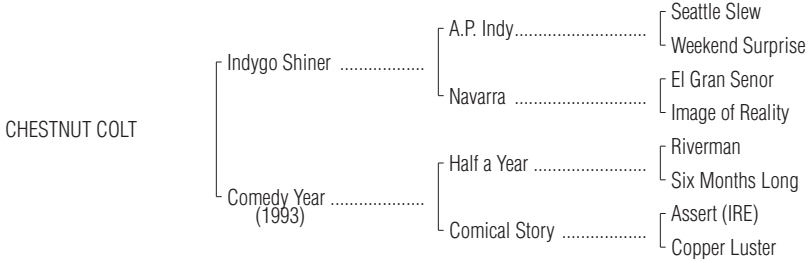 Seattle Slew
A.P. Indy..............................
Weekend Surprise
Indygo Shiner ...................
El Gran Senor
Navarra ..............................
Image of Reality
CHESTNUT COLT
Riverman
Half a Year ..........................
Six Months Long
Comedy Year .....................
(1993)
Assert (IRE)
Comical Story ...................
Copper Luster